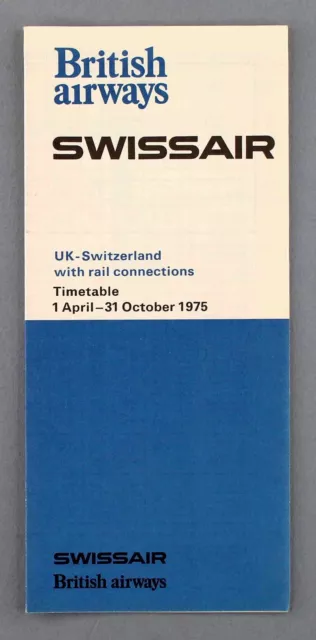 British
airways
SWISSAIR
UK-Switzerland
with rail connections
Timetable
1 April–31 October 1975
SWISSAIR
British airways